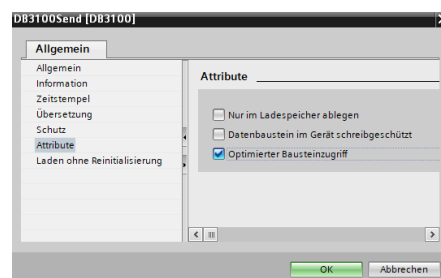 DB3100Send [DB3100]
Allgemein
Allgemein
Information
Zeitstempel
Übersetzung
Schutz
Attribute
Laden ohne Reinitialisierung
Attribute
Nur im Ladespeicher ablegen
Datenbaustein im Gerät schreibgeschützt
Optimierter Bausteinzugriff
OK
Abbrechen